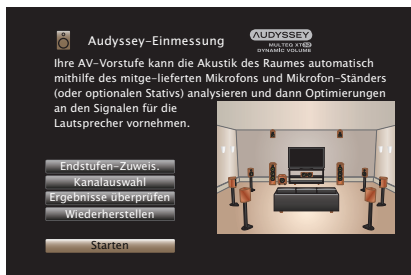 Audyssey-Einmessung
AUDYSSEY
MULTEQ XT32
DYNAMIC VOLUME
Ihre AV-Vorstufe kann die Akustik des Raumes automatisch
mithilfe des mitge-lieferten Mikrofons und Mikrofon-Ständers
(oder optionalen Stativs) analysieren und dann Optimierungen
an den Signalen für die
Lautsprecher vornehmen.
Endstufen-Zuweis.
Kanalauswahl
Ergebnisse überprüfen
Wiederherstellen
Starten